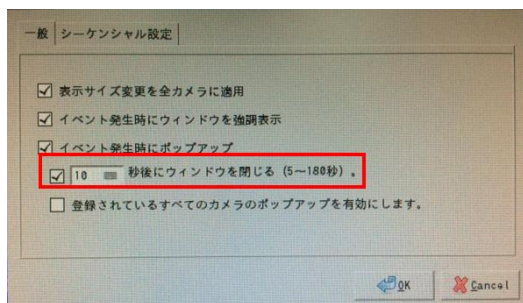 一般 シーケンシャル設定
表示サイズ変更を全カメラに適用
イベント発生時にウィンドウを強調表示
イベント発生時にポップアップ
10 秒後にウィンドウを閉じる (5〜180秒) 。
登録されているすべてのカメラのポップアップを有効にします。
OK Cancel